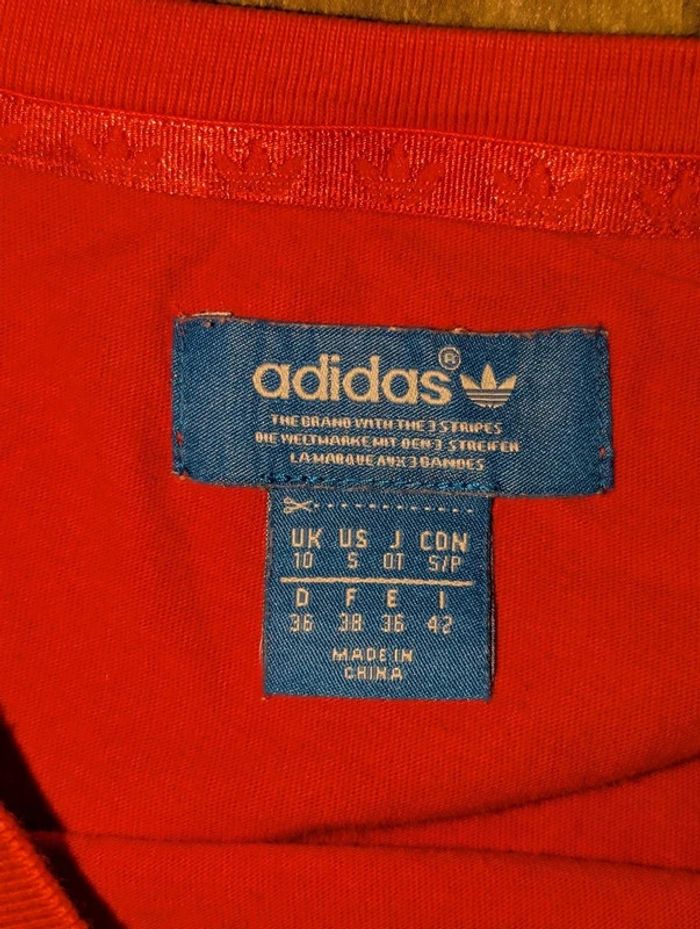 adidas®
THE BRAND WITH THE 3 STRIPES
DIE WELTMARKE MIT DEN 3 STREIFEN
LA MARQUE AUX 3 BANDES
UK US J CDN
10 S OT S/P
D F E I
36 38 36 42
MADE IN
CHINA